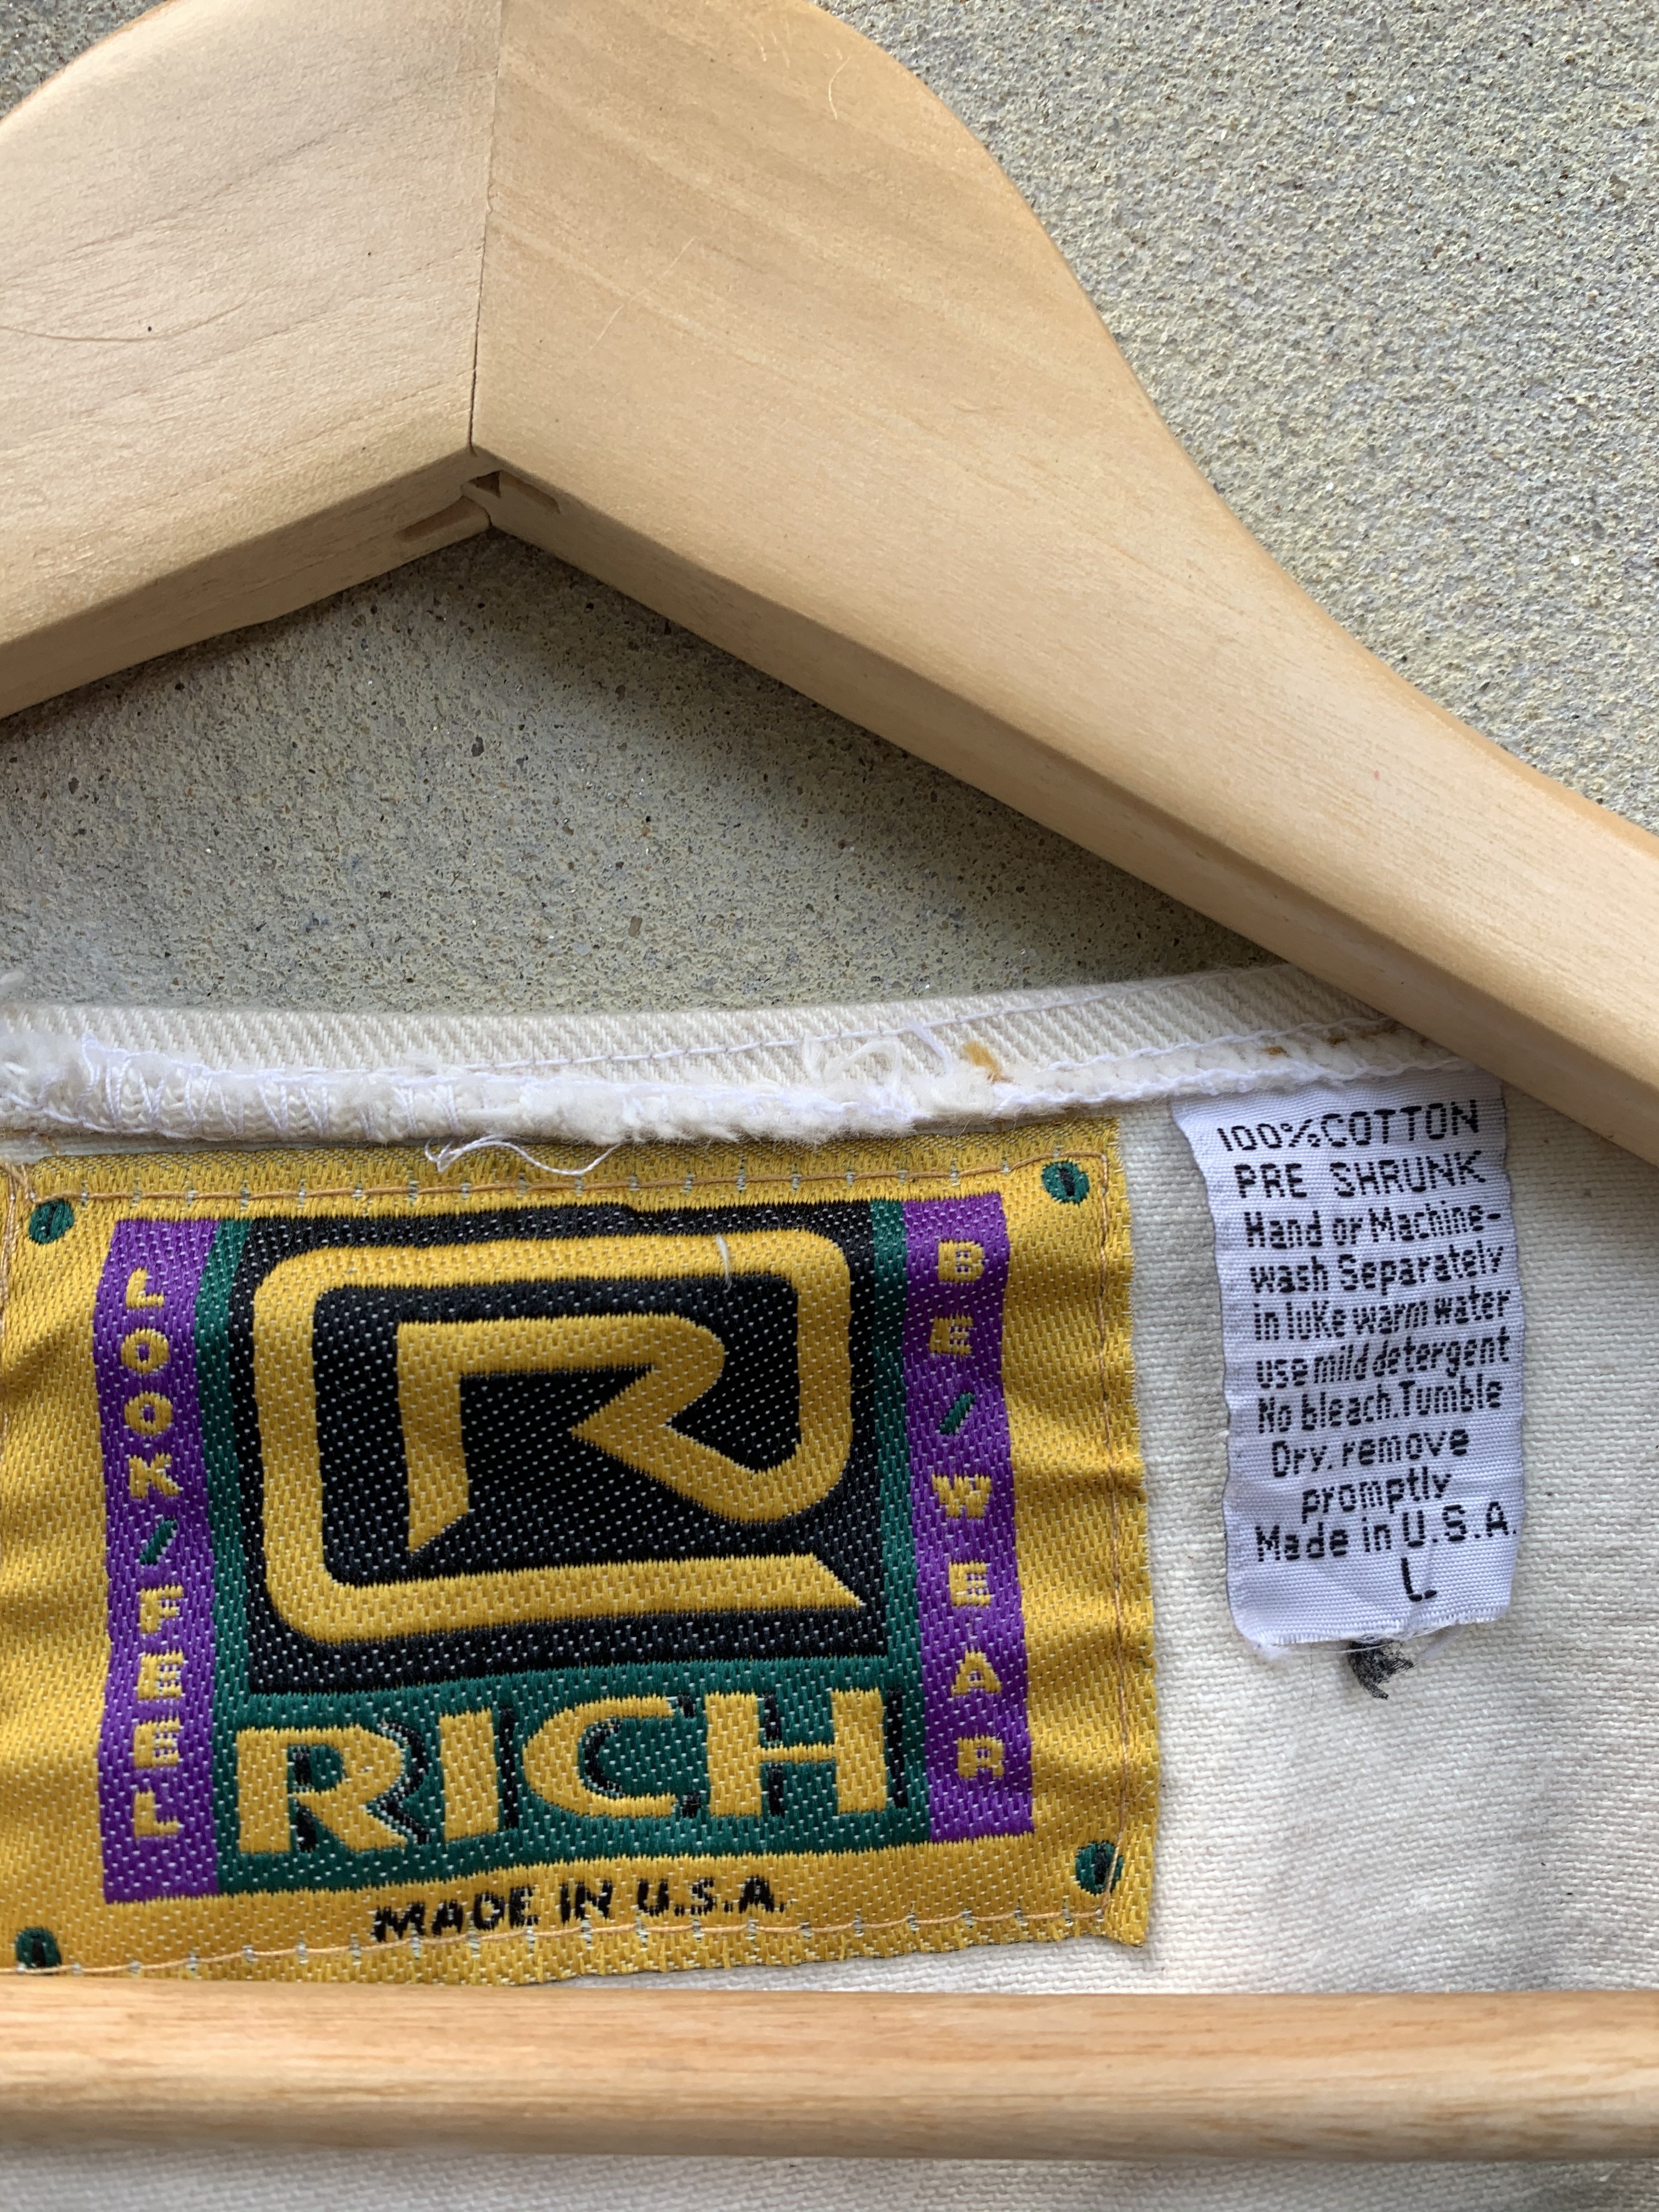 LOOK/FEEL
R
BE/WEAR
RICH
MADE IN U.S.A.
100%COTTON
PRE SHRUNK
Hand or Machine-
wash Separately
in luke warm water
use mild detergent
No bleach.Tumble
Dry. remove
promptly
Made in U.S.A.
L